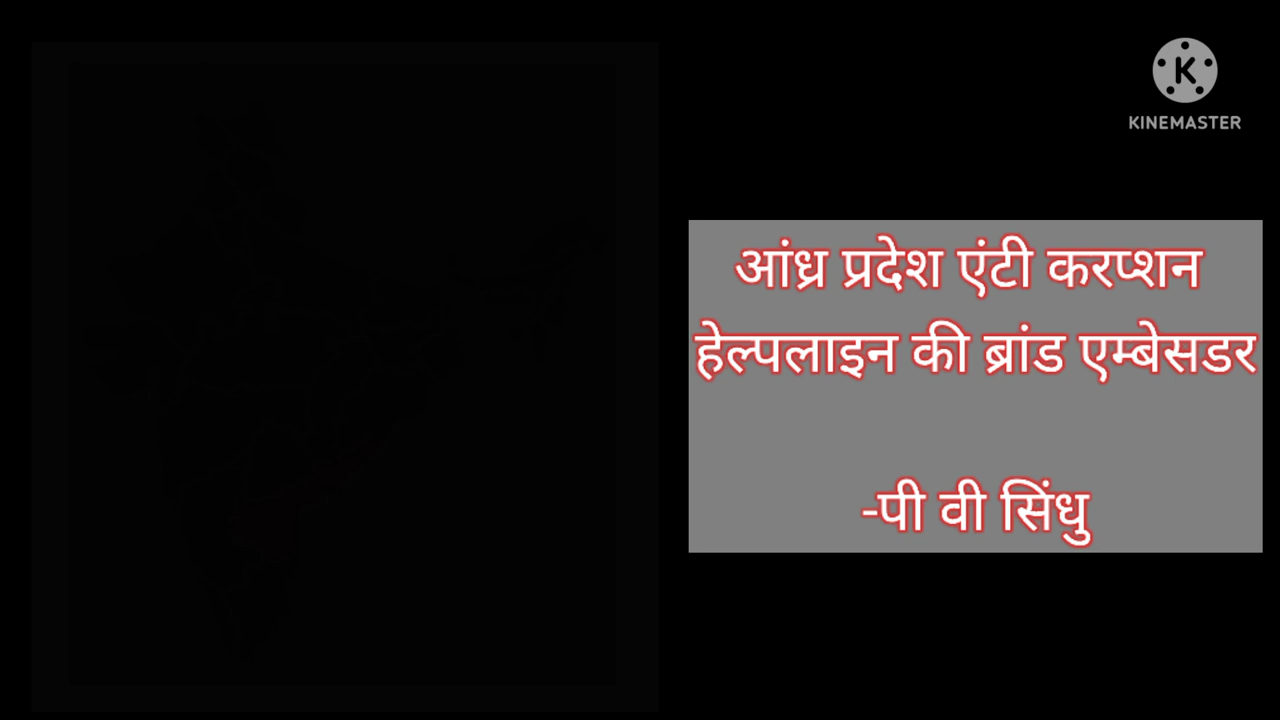 KINEMASTER
आंध्र प्रदेश एंटी करप्शन
हेल्पलाइन की ब्रांड एम्बेसडर
-पी वी सिंधु